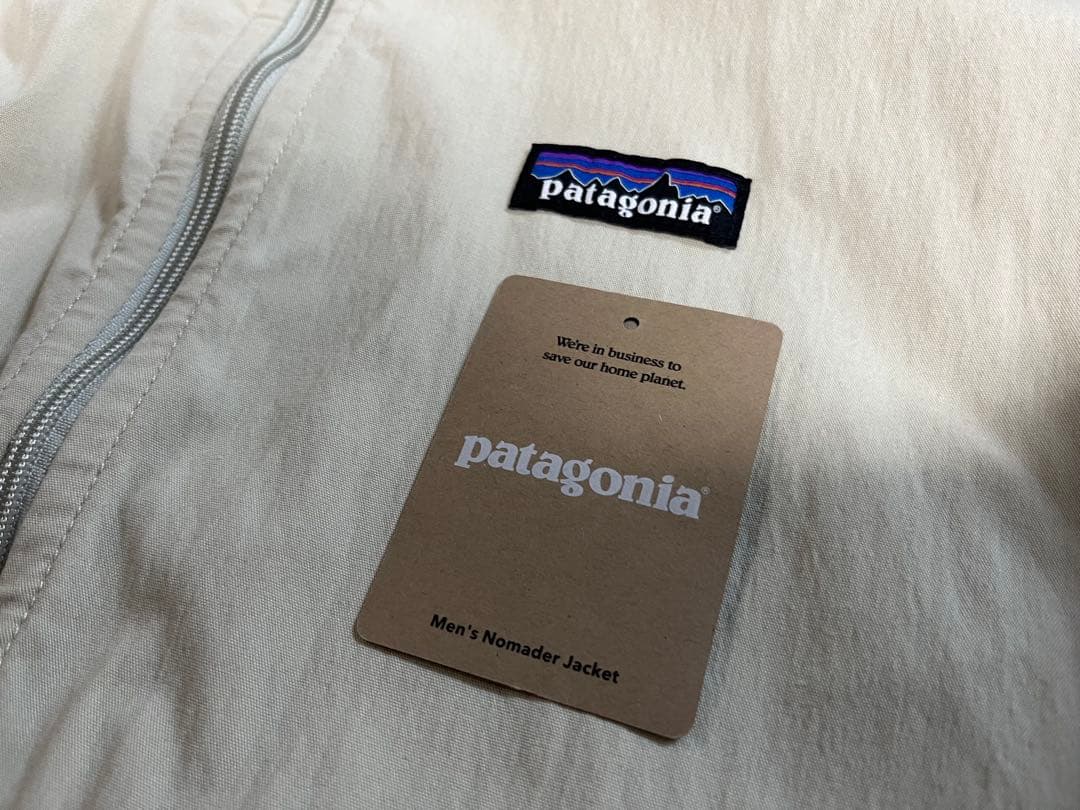 patagonia®
We're in business to
save our home planet.
patagonia®
Men's Nomader Jacket